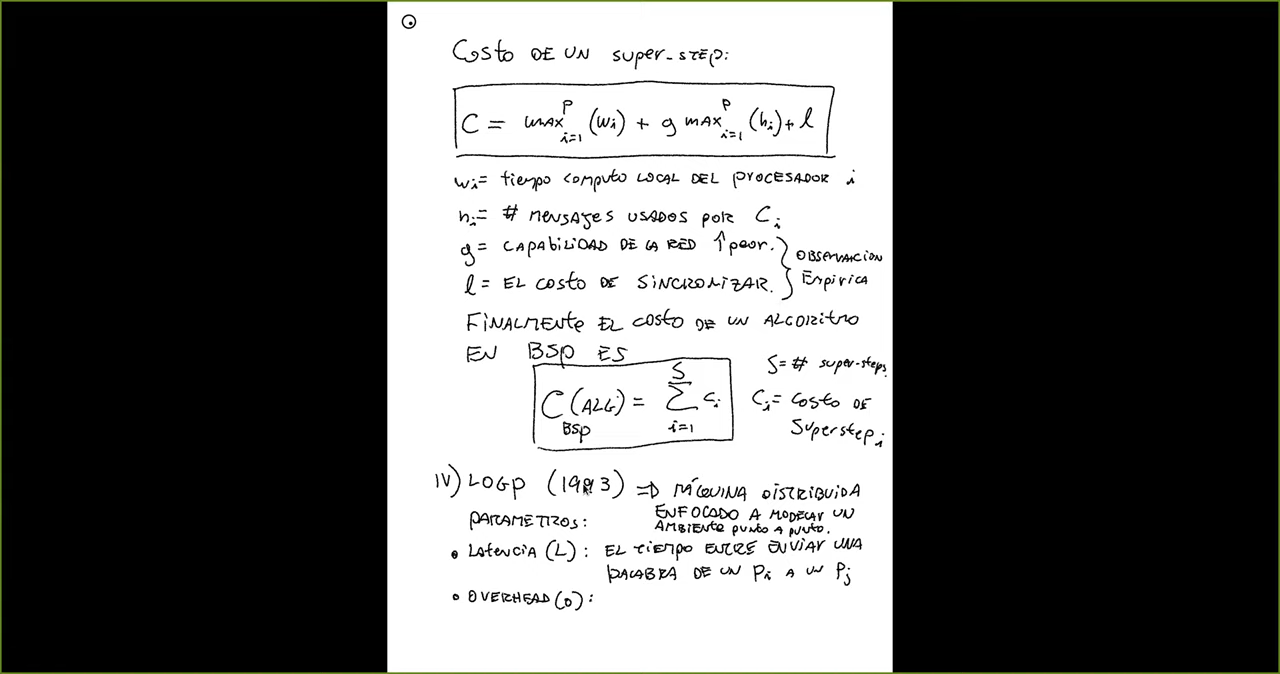 Costo DE UN super-step:
C = max_{i=1}^{P} (wi) + g max_{i=1}^{P} (hi) + l
wi = tiempo computo LOCAL DEL procesador i
hi = # mensajes usados por Ci
g = capabilidad DE LA RED ↑ peor.
l = EL costo DE SINCRONIZAR.
OBSERVACION
Empirica
FINALMENTE EL costo DE UN ALGORITMO
EN BSP ES
C_{BSP} (ALG) = \sum_{i=1}^{S} ci
S = # super-steps.
Ci = costo DE
Superstep i
IV) LOGP (1993) ⇒ MÁQUINA DISTRIBUIDA
ENFOCADO A MODELAR UN
AMBIENTE punto A punto.
PARAMETROS:
• LATENCIA (L): EL tiempo ENTRE ENVIAR UNA
PALABRA DE UN Pi A UN Pj
• OVERHEAD (O):